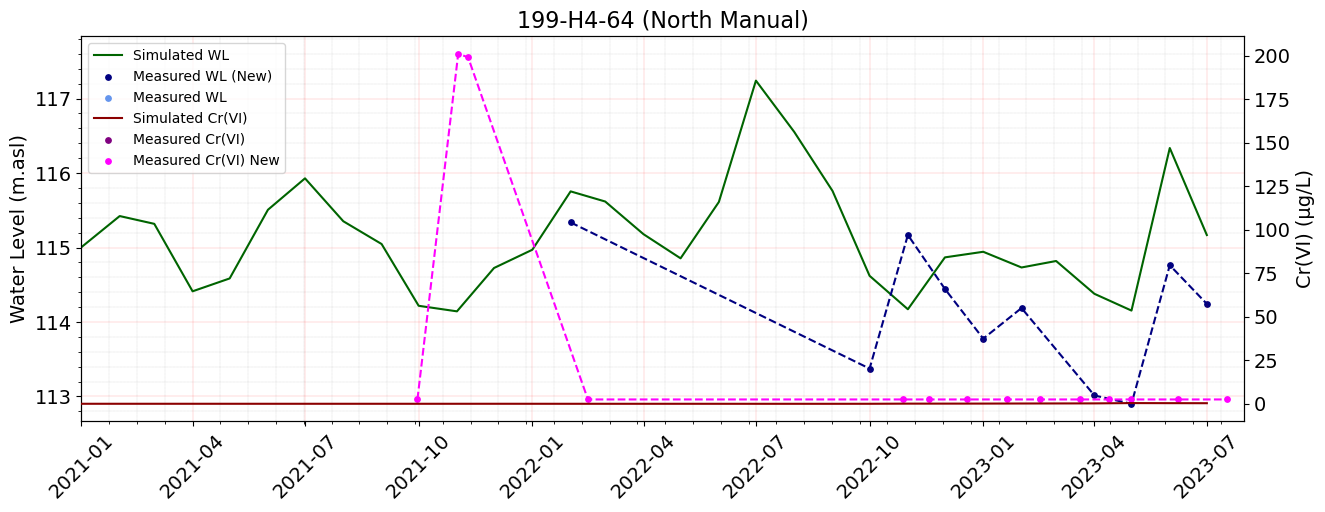 199-H4-64 (North Manual)
Simulated WL
Measured WL (New)
Measured WL
Simulated Cr(VI)
Measured Cr(VI)
Measured Cr(VI) New
Water Level (m.asl)
117
116
115
114
113
200
175
150
125
100
75
50
25
0
Cr(VI) (µg/L)
2021-01
2021-04
2021-07
2021-10
2022-01
2022-04
2022-07
2022-10
2023-01
2023-04
2023-07